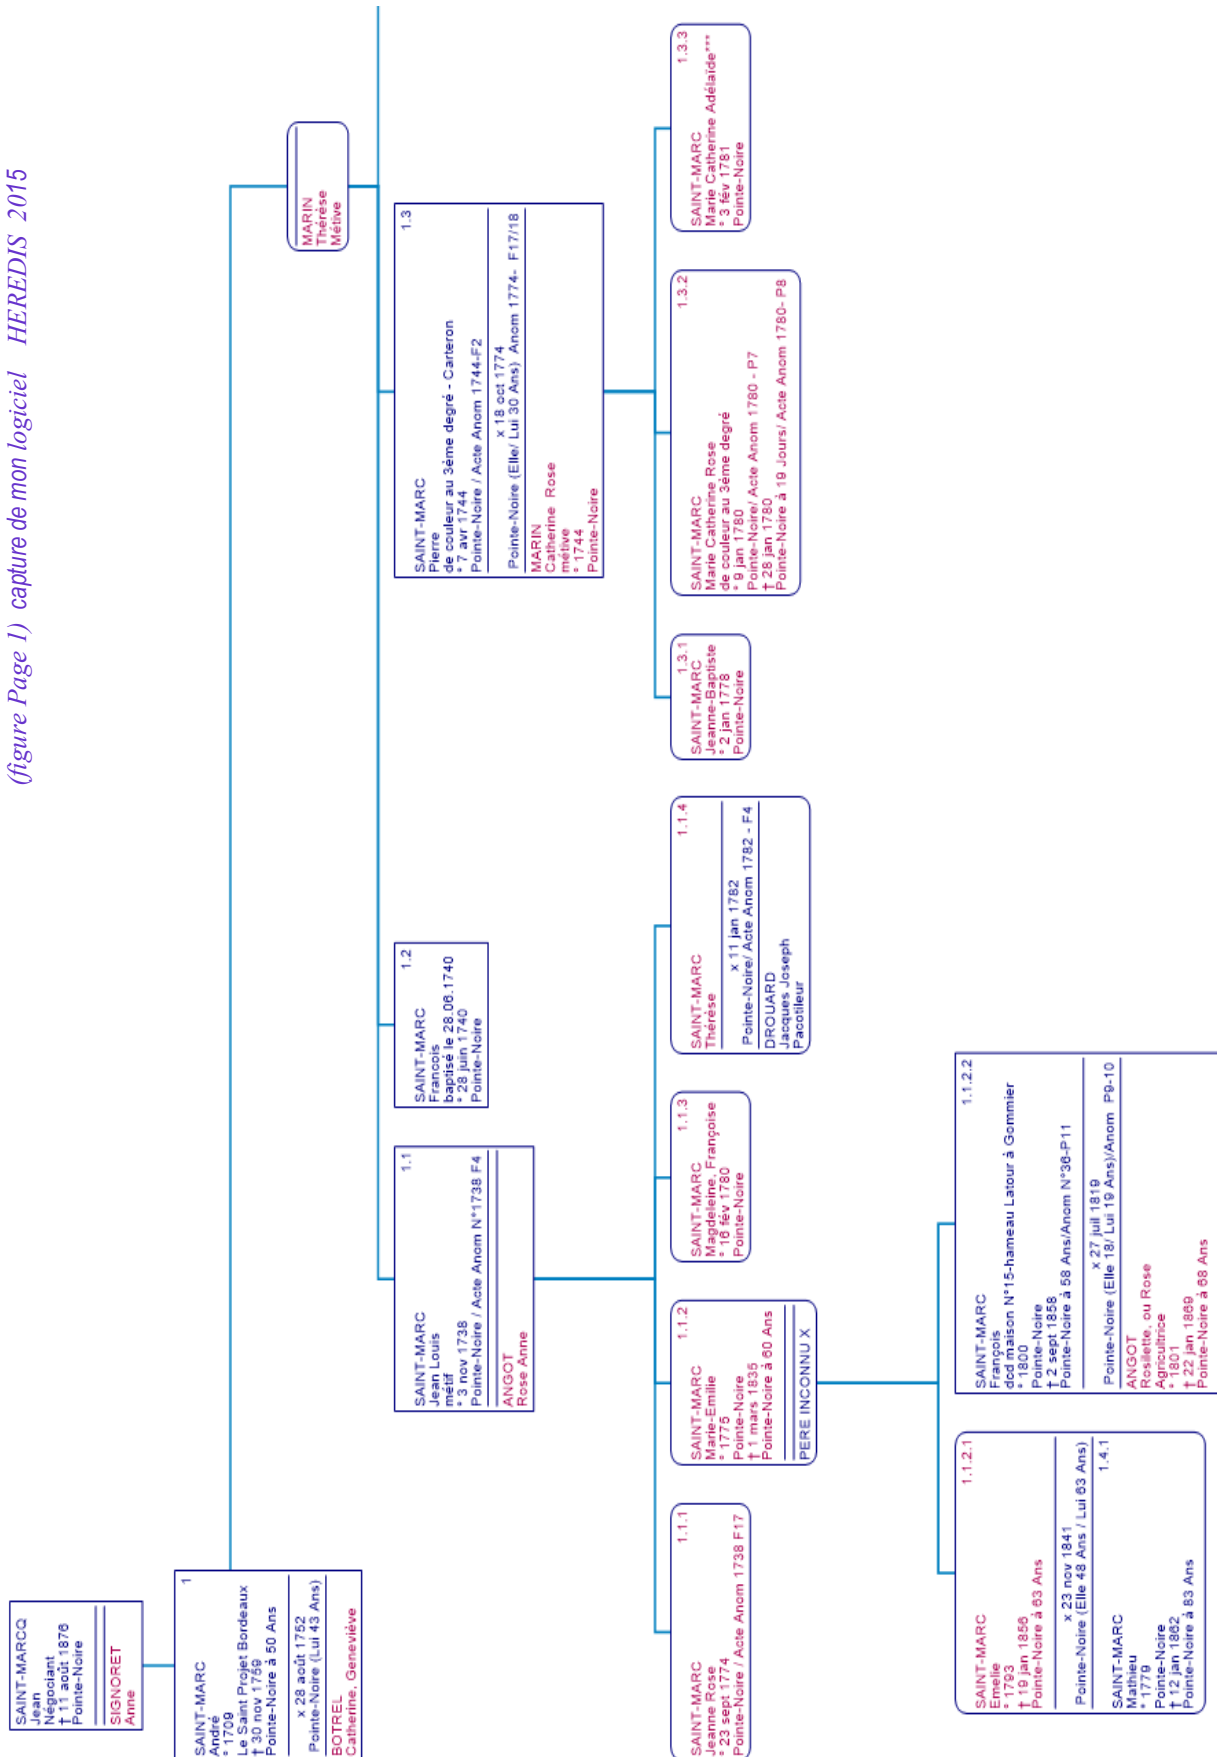 (figure Page 1) capture de mon logiciel HEREDIS 2015
SAINT-MARCQ
Jean
Négociant
† 11 août 1876
Pointe-Noire
SIGNORET
Anne
1
SAINT-MARC
André
° 1709
Le Saint Projet Bordeaux
† 30 nov 1759
Pointe-Noire à 50 Ans
x 28 août 1752
Pointe-Noire (Lui 43 Ans)
BOTREL
Catherine, Geneviève
MARIN
Thérèse
Métive
1.1
SAINT-MARC
Jean Louis
métif
° 3 nov 1738
Pointe-Noire / Acte Anom N°1738 F4
ANGOT
Rose Anne
1.2
SAINT-MARC
Francois
baptisé le 28.06.1740
° 28 juin 1740
Pointe-Noire
1.3
SAINT-MARC
Pierre
de couleur au 3ème degré - Carteron
° 7 avr 1744
Pointe-Noire / Acte Anom 1744-F2
x 18 oct 1774
Pointe-Noire (Elle/ Lui 30 Ans) Anom 1774- F17/18
MARIN
Catherine Rose
métive
° 1744
Pointe-Noire
1.1.1
SAINT-MARC
Jeanne Rose
° 23 sept 1774
Pointe-Noire / Acte Anom 1738 F17
1.1.2
SAINT-MARC
Marie-Emilie
° 1775
Pointe-Noire
† 1 mars 1835
Pointe-Noire à 60 Ans
PERE INCONNU X
1.1.3
SAINT-MARC
Magdeleine, Françoise
° 16 fév 1780
Pointe-Noire
1.1.4
SAINT-MARC
Thérèse
x 11 jan 1782
Pointe-Noire/ Acte Anom 1782 - F4
DROUARD
Jacques Joseph
Pacotilleur
1.3.1
SAINT-MARC
Jeanne-Baptiste
° 2 jan 1778
Pointe-Noire
1.3.2
SAINT-MARC
Marie Catherine Rose
de couleur au 3ème degré
° 9 jan 1780
Pointe-Noire/ Acte Anom 1780 - P7
† 28 jan 1780
Pointe-Noire à 19 Jours/ Acte Anom 1780- P8
1.3.3
SAINT-MARC
Marie Catherine Adélaïde***
° 3 fév 1781
Pointe-Noire
1.1.2.1
SAINT-MARC
Emelie
° 1793
† 19 jan 1856
Pointe-Noire à 63 Ans
x 23 nov 1841
Pointe-Noire (Elle 48 Ans / Lui 63 Ans)
1.4.1
SAINT-MARC
Mathieu
° 1779
Pointe-Noire
† 12 jan 1862
Pointe-Noire à 83 Ans
1.1.2.2
SAINT-MARC
François
dcd maison N°15-hameau Latour à Gommier
° 1800
Pointe-Noire
† 2 sept 1858
Pointe-Noire à 58 Ans/Anom N°36-P11
x 27 juil 1819
Pointe-Noire (Elle 18/ Lui 19 Ans)/Anom P9-10
ANGOT
Rosilette, ou Rose
Agricultrice
° 1801
† 22 jan 1869
Pointe-Noire à 68 Ans